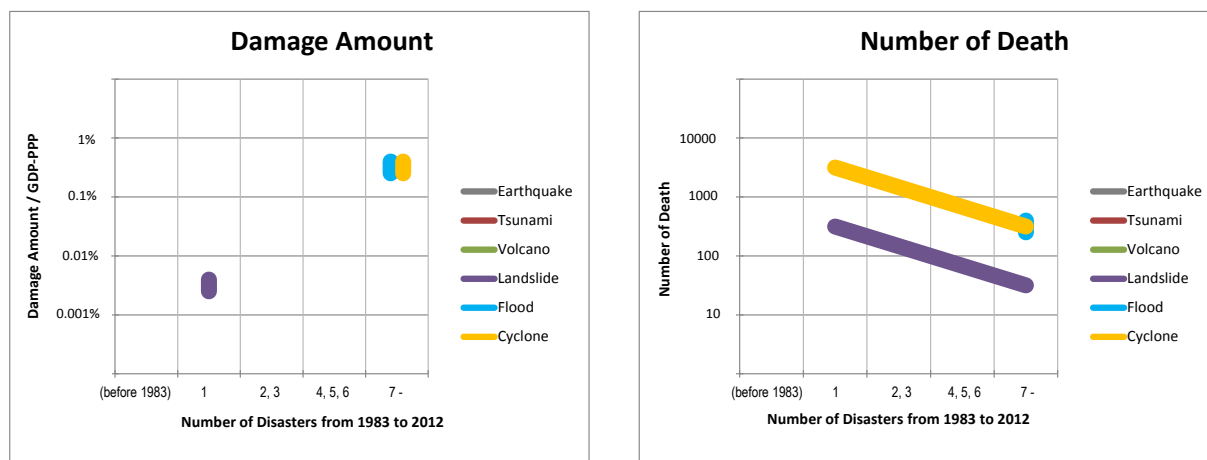 Damage Amount
Damage Amount / GDP-PPP
1%
0.1%
0.01%
0.001%
(before 1983) 1 2, 3 4, 5, 6 7 -
Number of Disasters from 1983 to 2012
Earthquake
Tsunami
Volcano
Landslide
Flood
Cyclone
Number of Death
Number of Death
10000
1000
100
10
(before 1983) 1 2, 3 4, 5, 6 7 -
Number of Disasters from 1983 to 2012
Earthquake
Tsunami
Volcano
Landslide
Flood
Cyclone